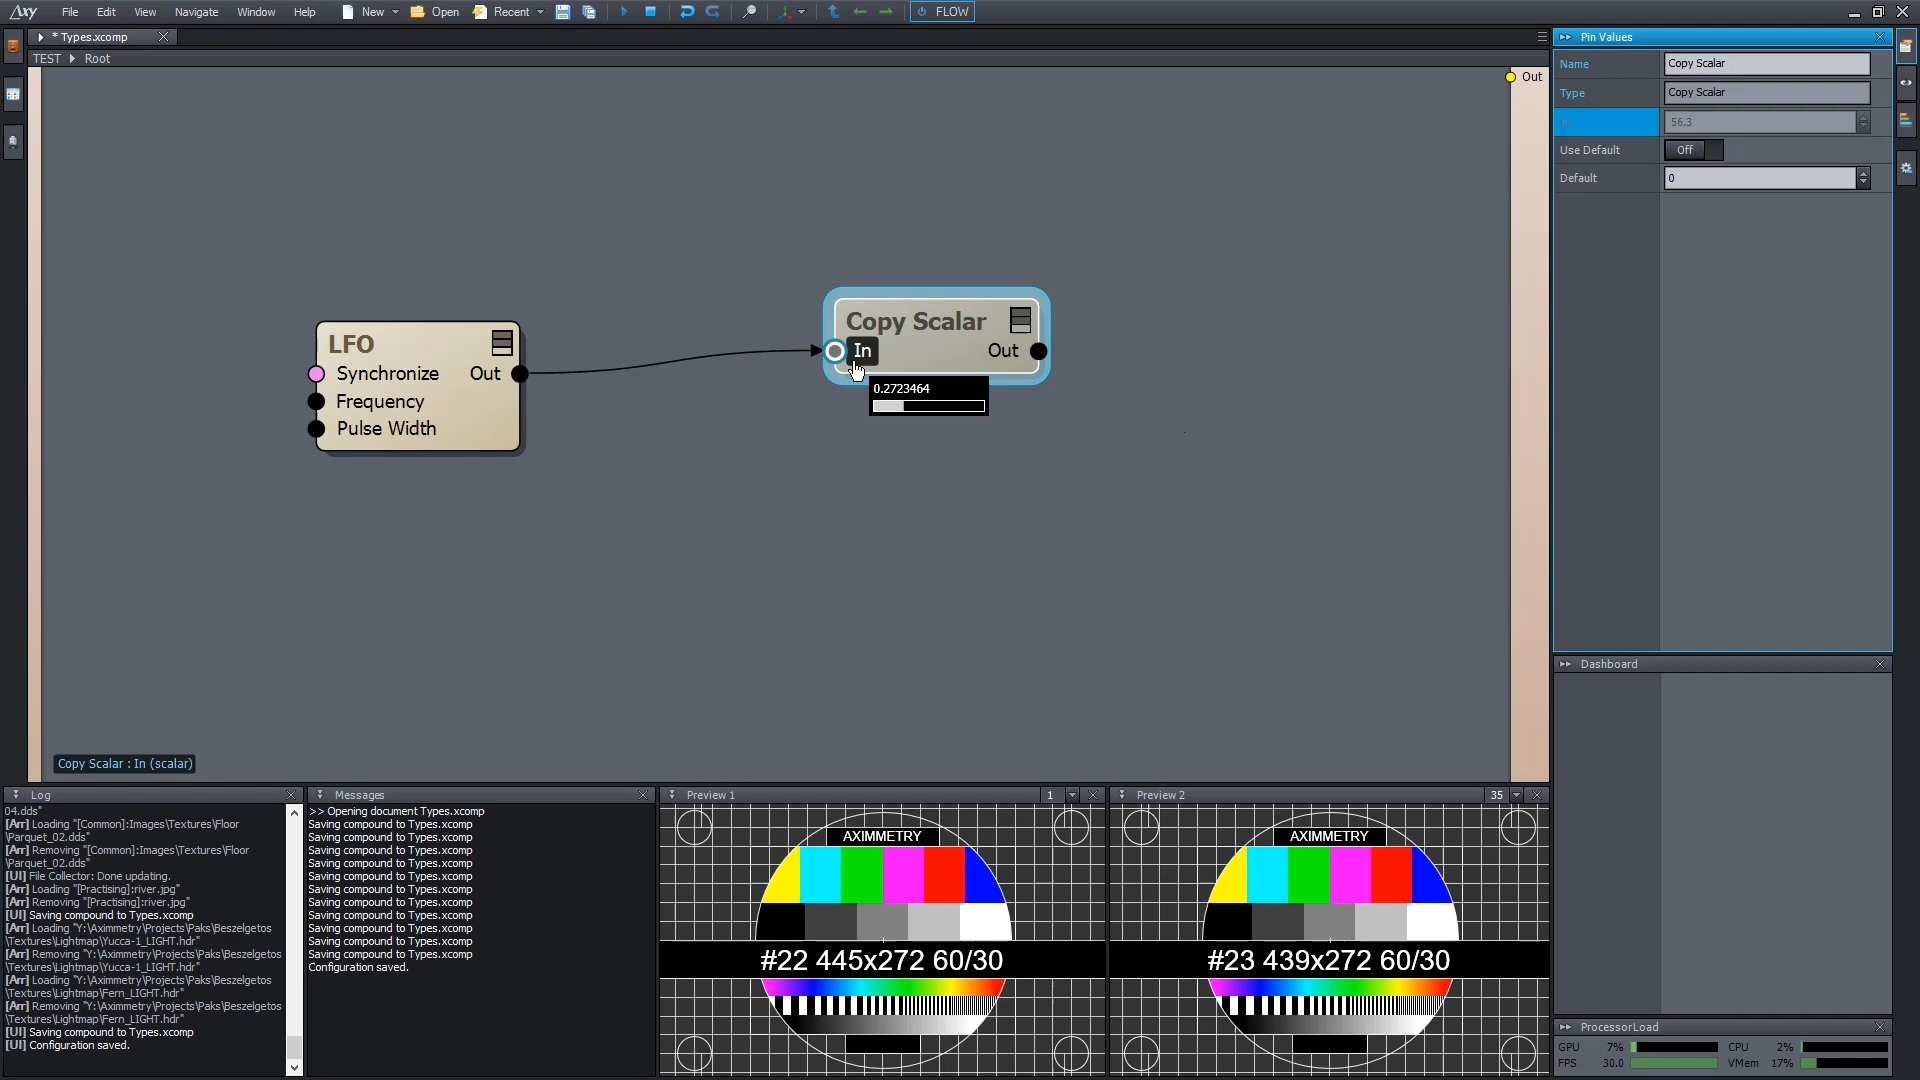 Axy File Edit View Navigate Window Help New Open Recent FLOW
* Types.xcomp
TEST Root
Out
LFO
Synchronize Out
Frequency
Pulse Width
Copy Scalar
In Out
0.2723464
Copy Scalar : In (scalar)
Pin Values
Name Copy Scalar
Type Copy Scalar
56.3
Use Default Off
Default 0
Dashboard
Log
04.dds"
[Arr] Loading "[Common]:Images\Textures\Floor
\Parquet_02.dds"
[Arr] Removing "[Common]:Images\Textures\Floor
\Parquet_02.dds"
[UI] File Collector: Done updating.
[Arr] Loading "[Practising]:river.jpg"
[Arr] Removing "[Practising]:river.jpg"
[UI] Saving compound to Types.xcomp
[Arr] Loading "Y:\Aximmetry\Projects\Paks\Beszelgetos
\Textures\Lightmap\Yucca-1_LIGHT.hdr"
[Arr] Removing "Y:\Aximmetry\Projects\Paks\Beszelgetos
\Textures\Lightmap\Yucca-1_LIGHT.hdr"
[Arr] Loading "Y:\Aximmetry\Projects\Paks\Beszelgetos
\Textures\Lightmap\Fern_LIGHT.hdr"
[Arr] Removing "Y:\Aximmetry\Projects\Paks\Beszelgetos
\Textures\Lightmap\Fern_LIGHT.hdr"
[UI] Saving compound to Types.xcomp
[UI] Configuration saved.
Messages
>> Opening document Types.xcomp
Saving compound to Types.xcomp
Saving compound to Types.xcomp
Saving compound to Types.xcomp
Saving compound to Types.xcomp
Saving compound to Types.xcomp
Saving compound to Types.xcomp
Saving compound to Types.xcomp
Saving compound to Types.xcomp
Saving compound to Types.xcomp
Saving compound to Types.xcomp
Saving compound to Types.xcomp
Configuration saved.
Preview 1 1
AXIMMETRY
#22 445x272 60/30
Preview 2 35
AXIMMETRY
#23 439x272 60/30
ProcessorLoad
GPU 7% CPU 2%
FPS 30.0 VMem 17%